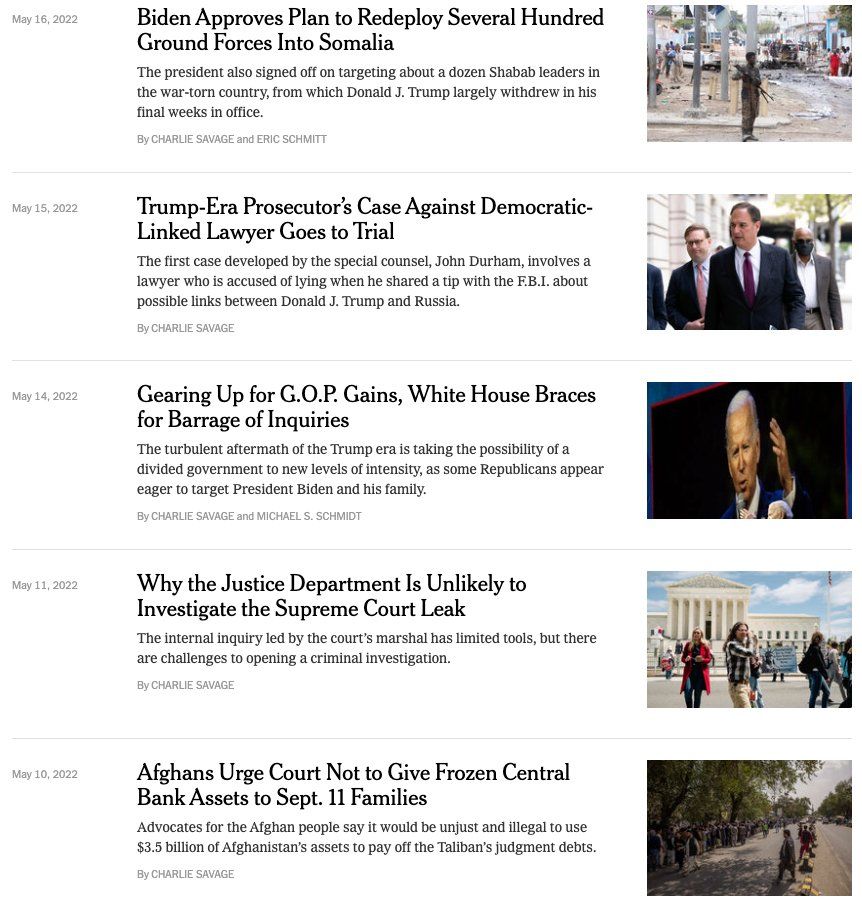 May 16, 2022
Biden Approves Plan to Redeploy Several Hundred
Ground Forces Into Somalia
The president also signed off on targeting about a dozen Shabab leaders in
the war-torn country, from which Donald J. Trump largely withdrew in his
final weeks in office.
By CHARLIE SAVAGE and ERIC SCHMITT
May 15, 2022
Trump-Era Prosecutor’s Case Against Democratic-
Linked Lawyer Goes to Trial
The first case developed by the special counsel, John Durham, involves a
lawyer who is accused of lying when he shared a tip with the F.B.I. about
possible links between Donald J. Trump and Russia.
By CHARLIE SAVAGE
May 14, 2022
Gearing Up for G.O.P. Gains, White House Braces
for Barrage of Inquiries
The turbulent aftermath of the Trump era is taking the possibility of a
divided government to new levels of intensity, as some Republicans appear
eager to target President Biden and his family.
By CHARLIE SAVAGE and MICHAEL S. SCHMIDT
May 11, 2022
Why the Justice Department Is Unlikely to
Investigate the Supreme Court Leak
The internal inquiry led by the court’s marshal has limited tools, but there
are challenges to opening a criminal investigation.
By CHARLIE SAVAGE
May 10, 2022
Afghans Urge Court Not to Give Frozen Central
Bank Assets to Sept. 11 Families
Advocates for the Afghan people say it would be unjust and illegal to use
$3.5 billion of Afghanistan’s assets to pay off the Taliban’s judgment debts.
By CHARLIE SAVAGE